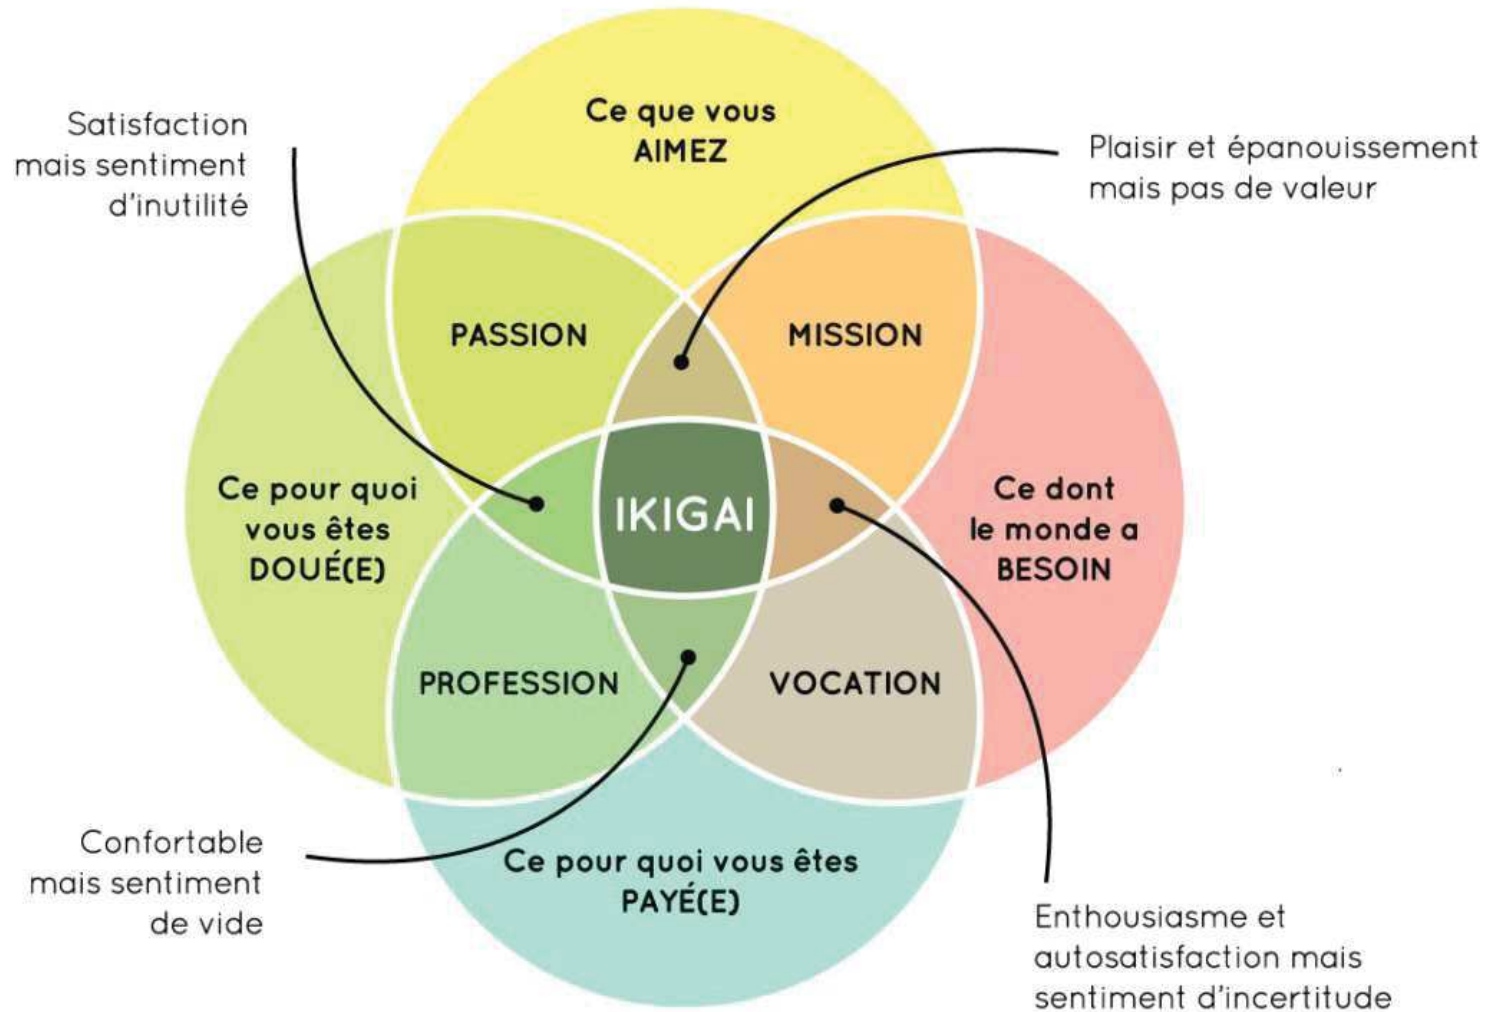 Ce que vous
AIMEZ
Satisfaction
mais sentiment
d'inutilité
Plaisir et épanouissement
mais pas de valeur
PASSION
MISSION
Ce pour quoi
vous êtes
DOUÉ(E)
IKIGAI
Ce dont
le monde a
BESOIN
PROFESSION
VOCATION
Confortable
mais sentiment
de vide
Ce pour quoi vous êtes
PAYÉ(E)
Enthousiasme et
autosatisfaction mais
sentiment d'incertitude